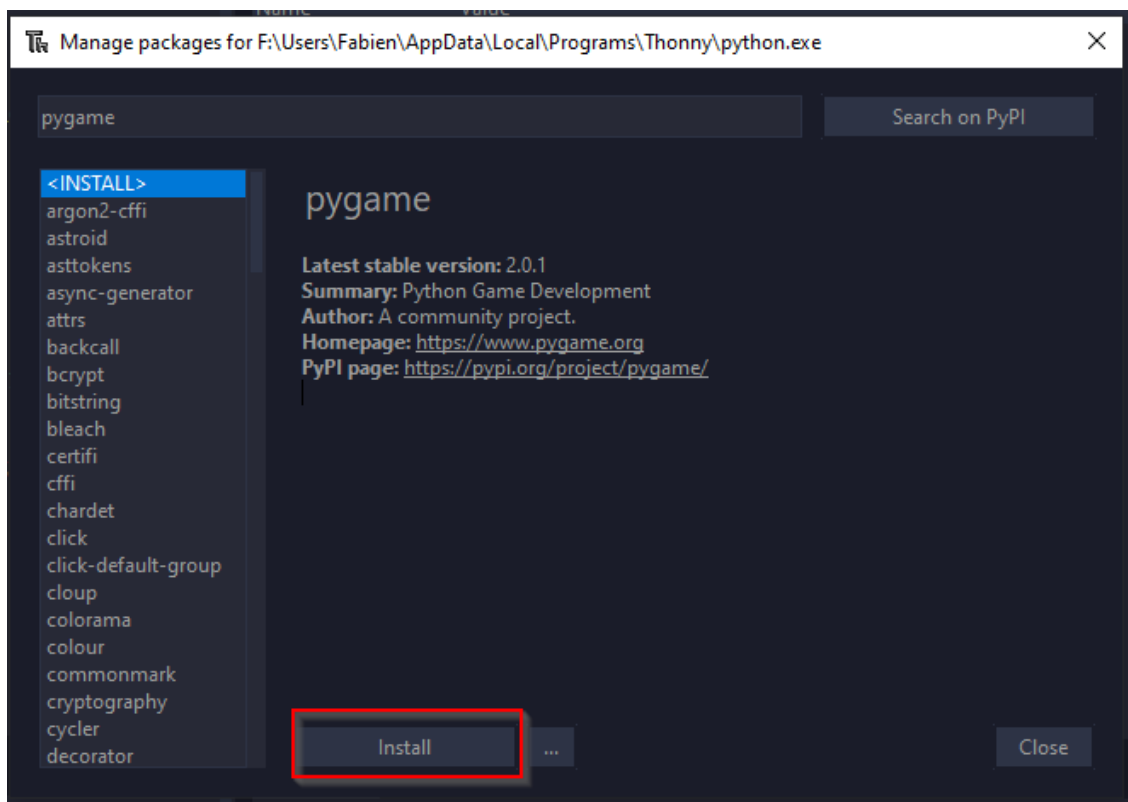 Name Value
Manage packages for F:\Users\Fabien\AppData\Local\Programs\Thonny\python.exe
pygame
Search on PyPI
<INSTALL>
argon2-cffi
astroid
asttokens
async-generator
attrs
backcall
bcrypt
bitstring
bleach
certifi
cffi
chardet
click
click-default-group
cloup
colorama
colour
commonmark
cryptography
cycler
decorator
pygame
Latest stable version: 2.0.1
Summary: Python Game Development
Author: A community project.
Homepage: https://www.pygame.org
PyPI page: https://pypi.org/project/pygame/
Install
...
Close